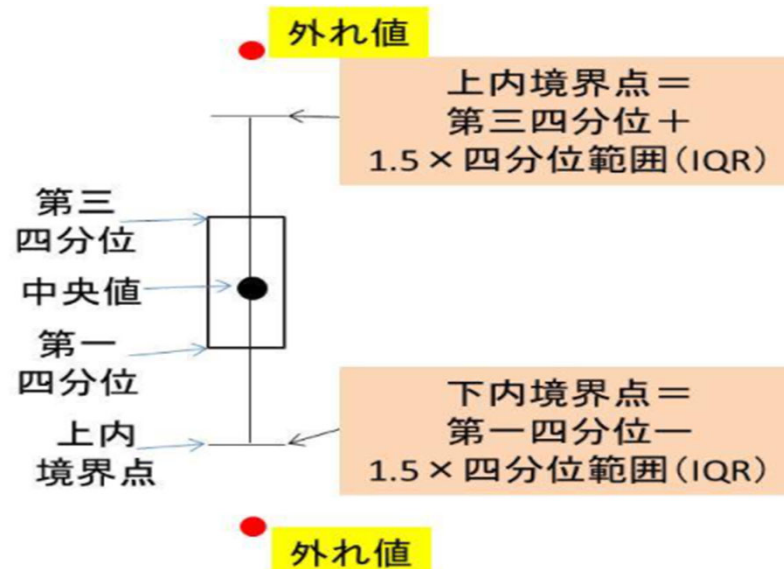 外れ値
上内境界点＝
第三四分位＋
1.5×四分位範囲(IQR)
第三
四分位
中央値
第一
四分位
上内
境界点
下内境界点＝
第一四分位－
1.5×四分位範囲(IQR)
外れ値